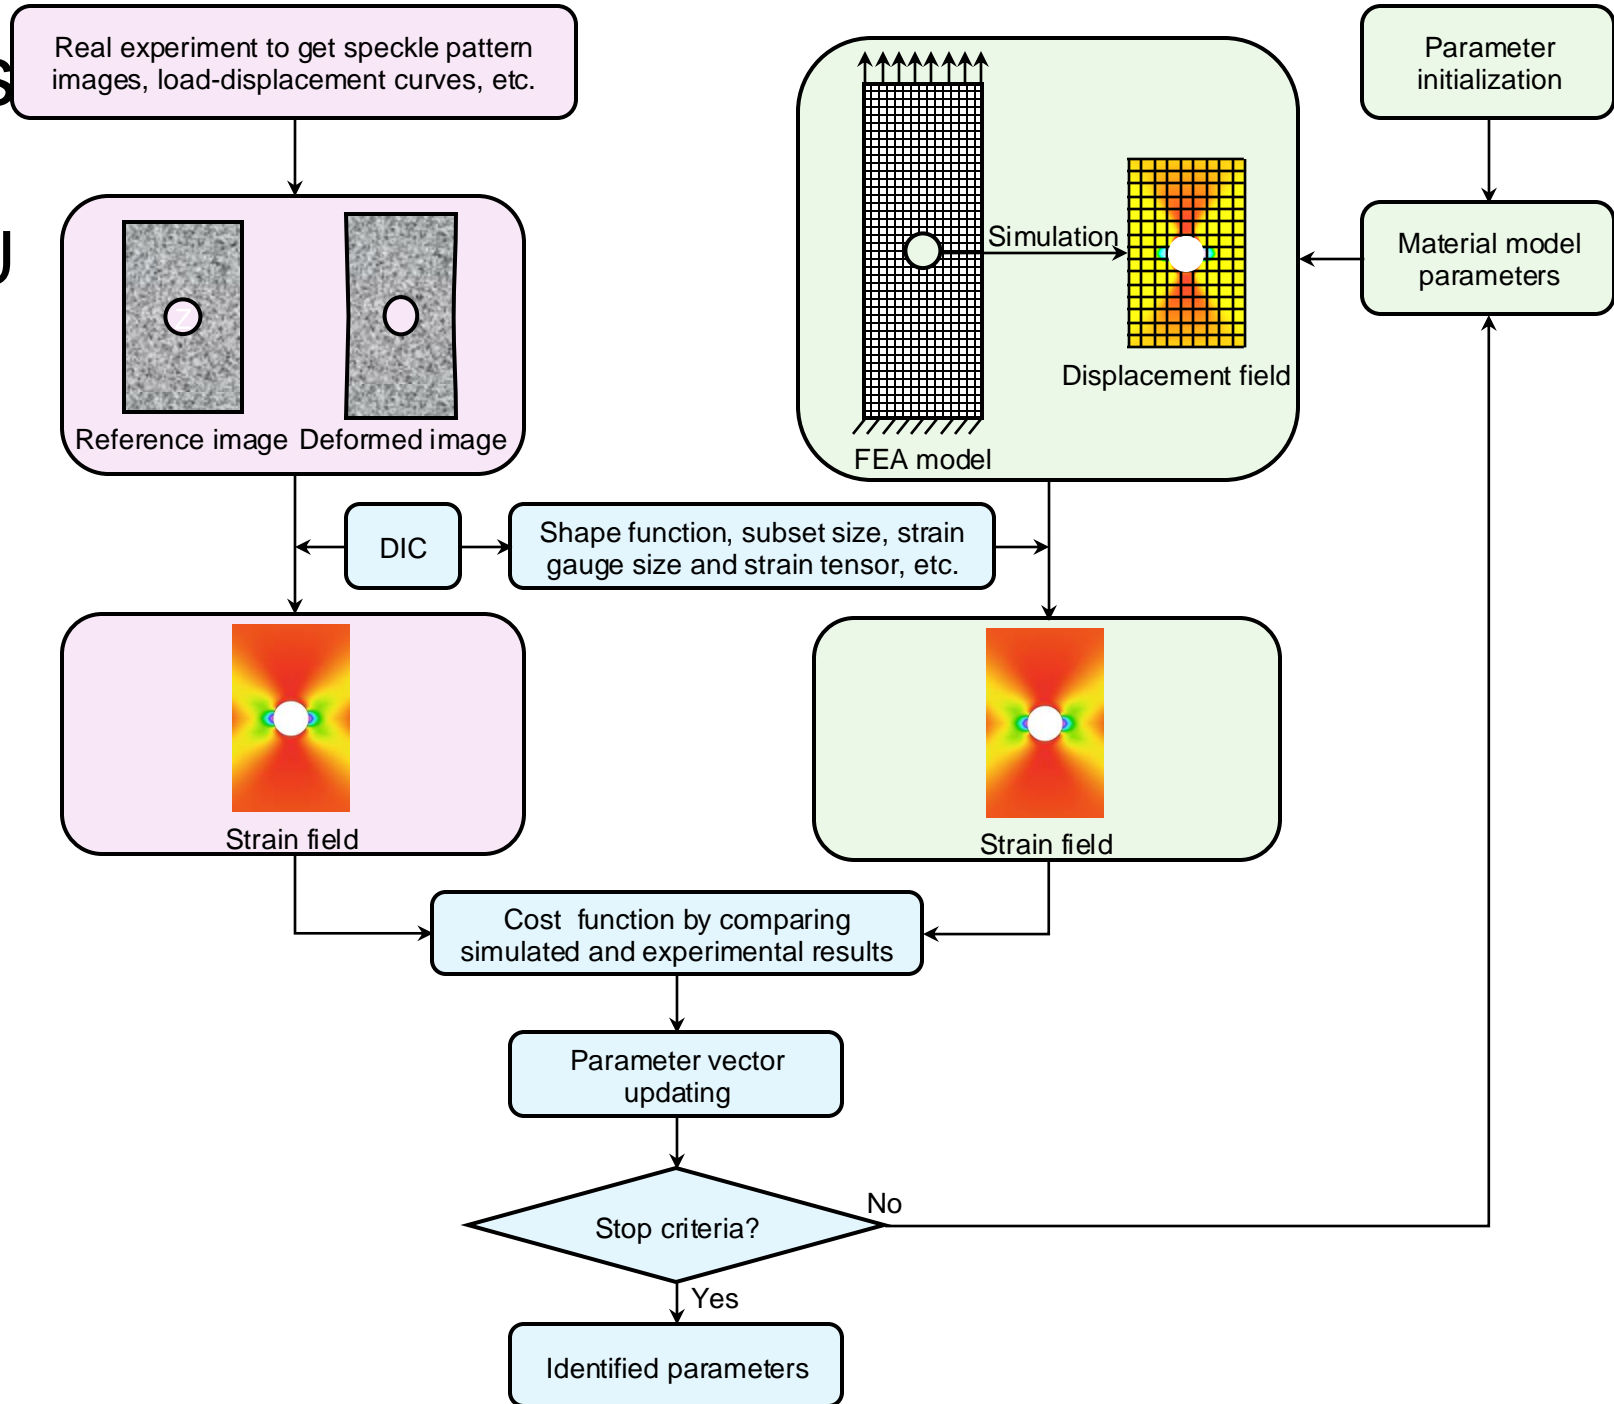 Real experiment to get speckle pattern
images, load-displacement curves, etc.
Parameter
initialization
s
g
Simulation
Material model
parameters
Z
Displacement field
Reference image
Deformed image
FEA model
DIC
Shape function, subset size, strain
gauge size and strain tensor, etc.
Strain field
Strain field
Cost function by comparing
simulated and experimental results
Parameter vector
updating
Stop criteria?
No
Yes
Identified parameters